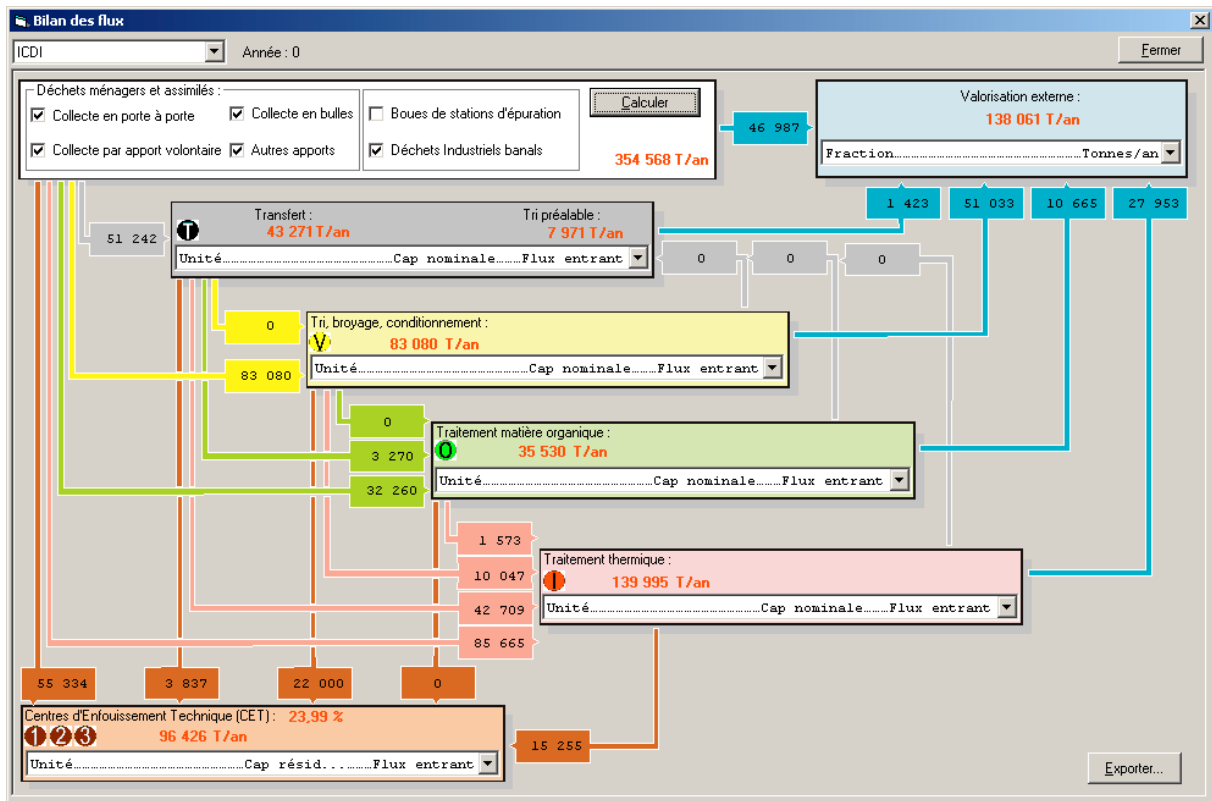 Bilan des flux
ICDI Année : 0 Fermer
Déchets ménagers et assimilés :
Collecte en porte à porte Collecte en bulles Boues de stations d'épuration
Collecte par apport volontaire Autres apports Déchets Industriels banals
Calculer
354 568 T/an
46 987
Valorisation externe :
138 061 T/an
Fraction...Tonnes/an
1 423 51 033 10 665 27 953
51 242
T
Transfert : Tri préalable :
43 271 T/an 7 971 T/an
Unité...Cap nominale...Flux entrant
0 0 0
0
83 080
Tri, broyage, conditionnement :
V 83 080 T/an
Unité...Cap nominale...Flux entrant
0
3 270
32 260
Traitement matière organique :
O 35 530 T/an
Unité...Cap nominale...Flux entrant
1 573
10 047
42 709
85 665
Traitement thermique :
I 139 995 T/an
Unité...Cap nominale...Flux entrant
55 334 3 837 22 000 0
Centres d'Enfouissement Technique (CET) : 23,99 %
1 2 3 96 426 T/an
Unité...Cap résid...Flux entrant
15 255
Exporter...